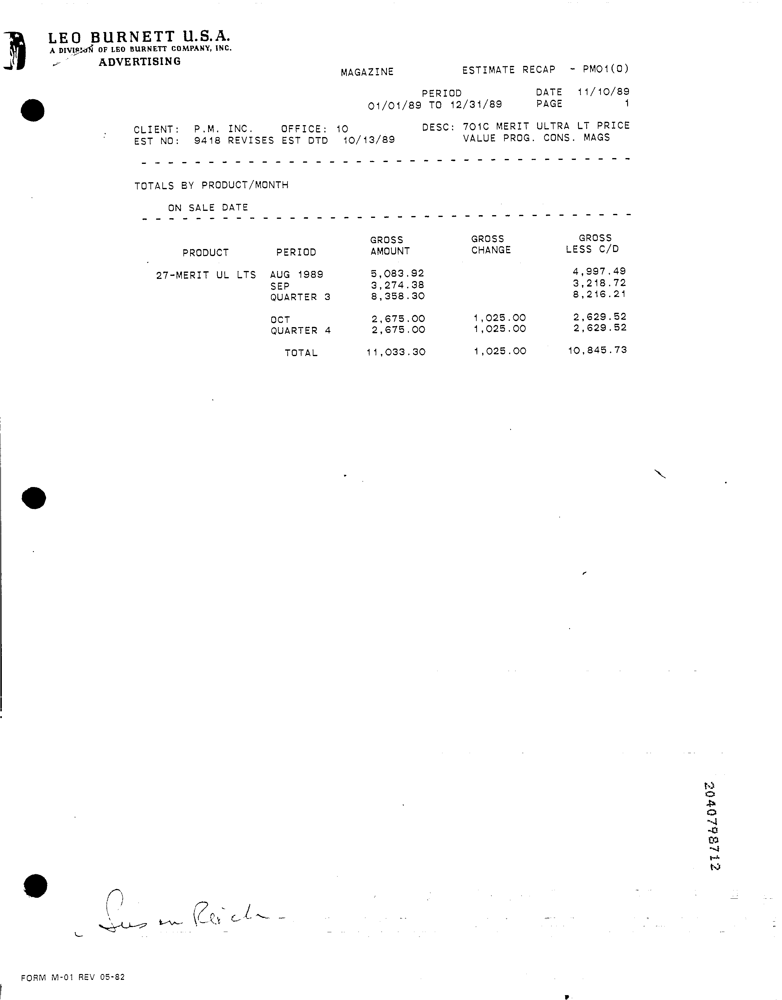 LEO BURNETT U.S.A.
A DIVISION OF LEO BURNETT COMPANY, INC.
ADVERTISING
MAGAZINE ESTIMATE RECAP - PM01(0)
PERIOD DATE 11/10/89
01/01/89 TO 12/31/89 PAGE 1
CLIENT: P.M. INC. OFFICE: 10 DESC: 701C MERIT ULTRA LT PRICE
EST NO: 9418 REVISES EST DTD 10/13/89 VALUE PROG. CONS. MAGS
TOTALS BY PRODUCT/MONTH
ON SALE DATE
GROSS GROSS GROSS
PRODUCT PERIOD AMOUNT CHANGE LESS C/D
27-MERIT UL LTS AUG 1989 5,083.92 4,997.49
SEP 3,274.38 3,218.72
QUARTER 3 8,358.30 8,216.21
OCT 2,675.00 1,025.00 2,629.52
QUARTER 4 2,675.00 1,025.00 2,629.52
TOTAL 11,033.30 1,025.00 10,845.73
2040798712
Susan Reich
FORM M-01 REV 05-82